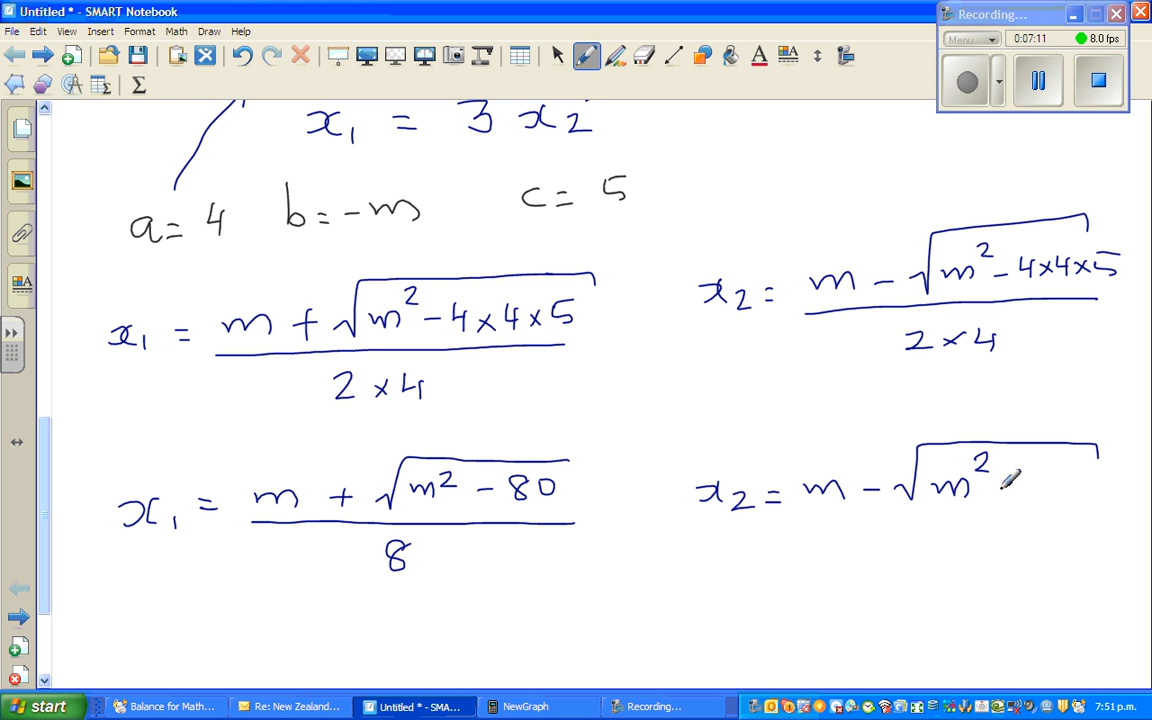 Untitled * - SMART Notebook
Recording...
File Edit View Insert Format Math Draw Help
Menu 0:07:11 8.0 fps
x₁ = 3 x₂
a = 4 b = -m c = 5
x₁ = (m + √(m² - 4 × 4 × 5)) / (2 × 4)
x₂ = (m - √(m² - 4 × 4 × 5)) / (2 × 4)
x₁ = (m + √(m² - 80)) / 8
x₂ = m - √(m²
start Balance for Math... Re: New Zealand... Untitled * - SMA... NewGraph Recording... 7:51 p.m.